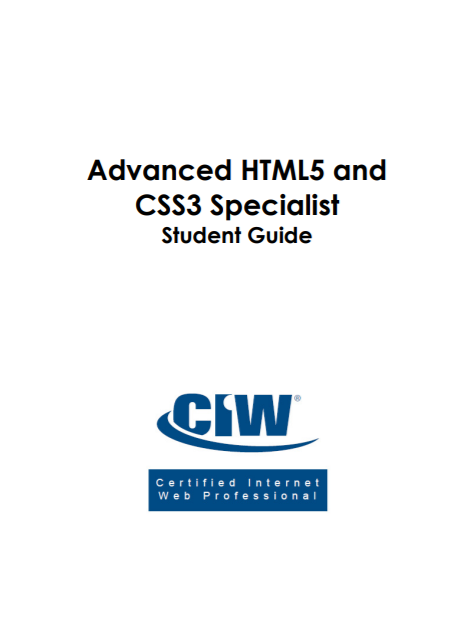 Advanced HTML5 and
CSS3 Specialist
Student Guide
CIW®
Certified Internet
Web Professional